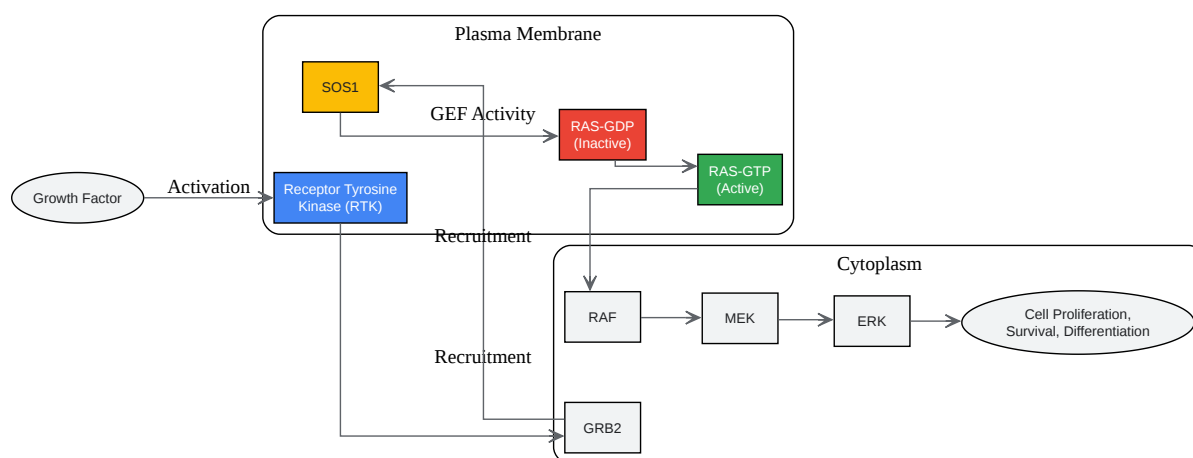 Plasma Membrane
SOS1
GEF Activity
RAS-GDP
(Inactive)
RAS-GTP
(Active)
Growth Factor
Activation
Receptor Tyrosine
Kinase (RTK)
Recruitment
Cytoplasm
RAF
MEK
ERK
Cell Proliferation,
Survival, Differentiation
Recruitment
GRB2